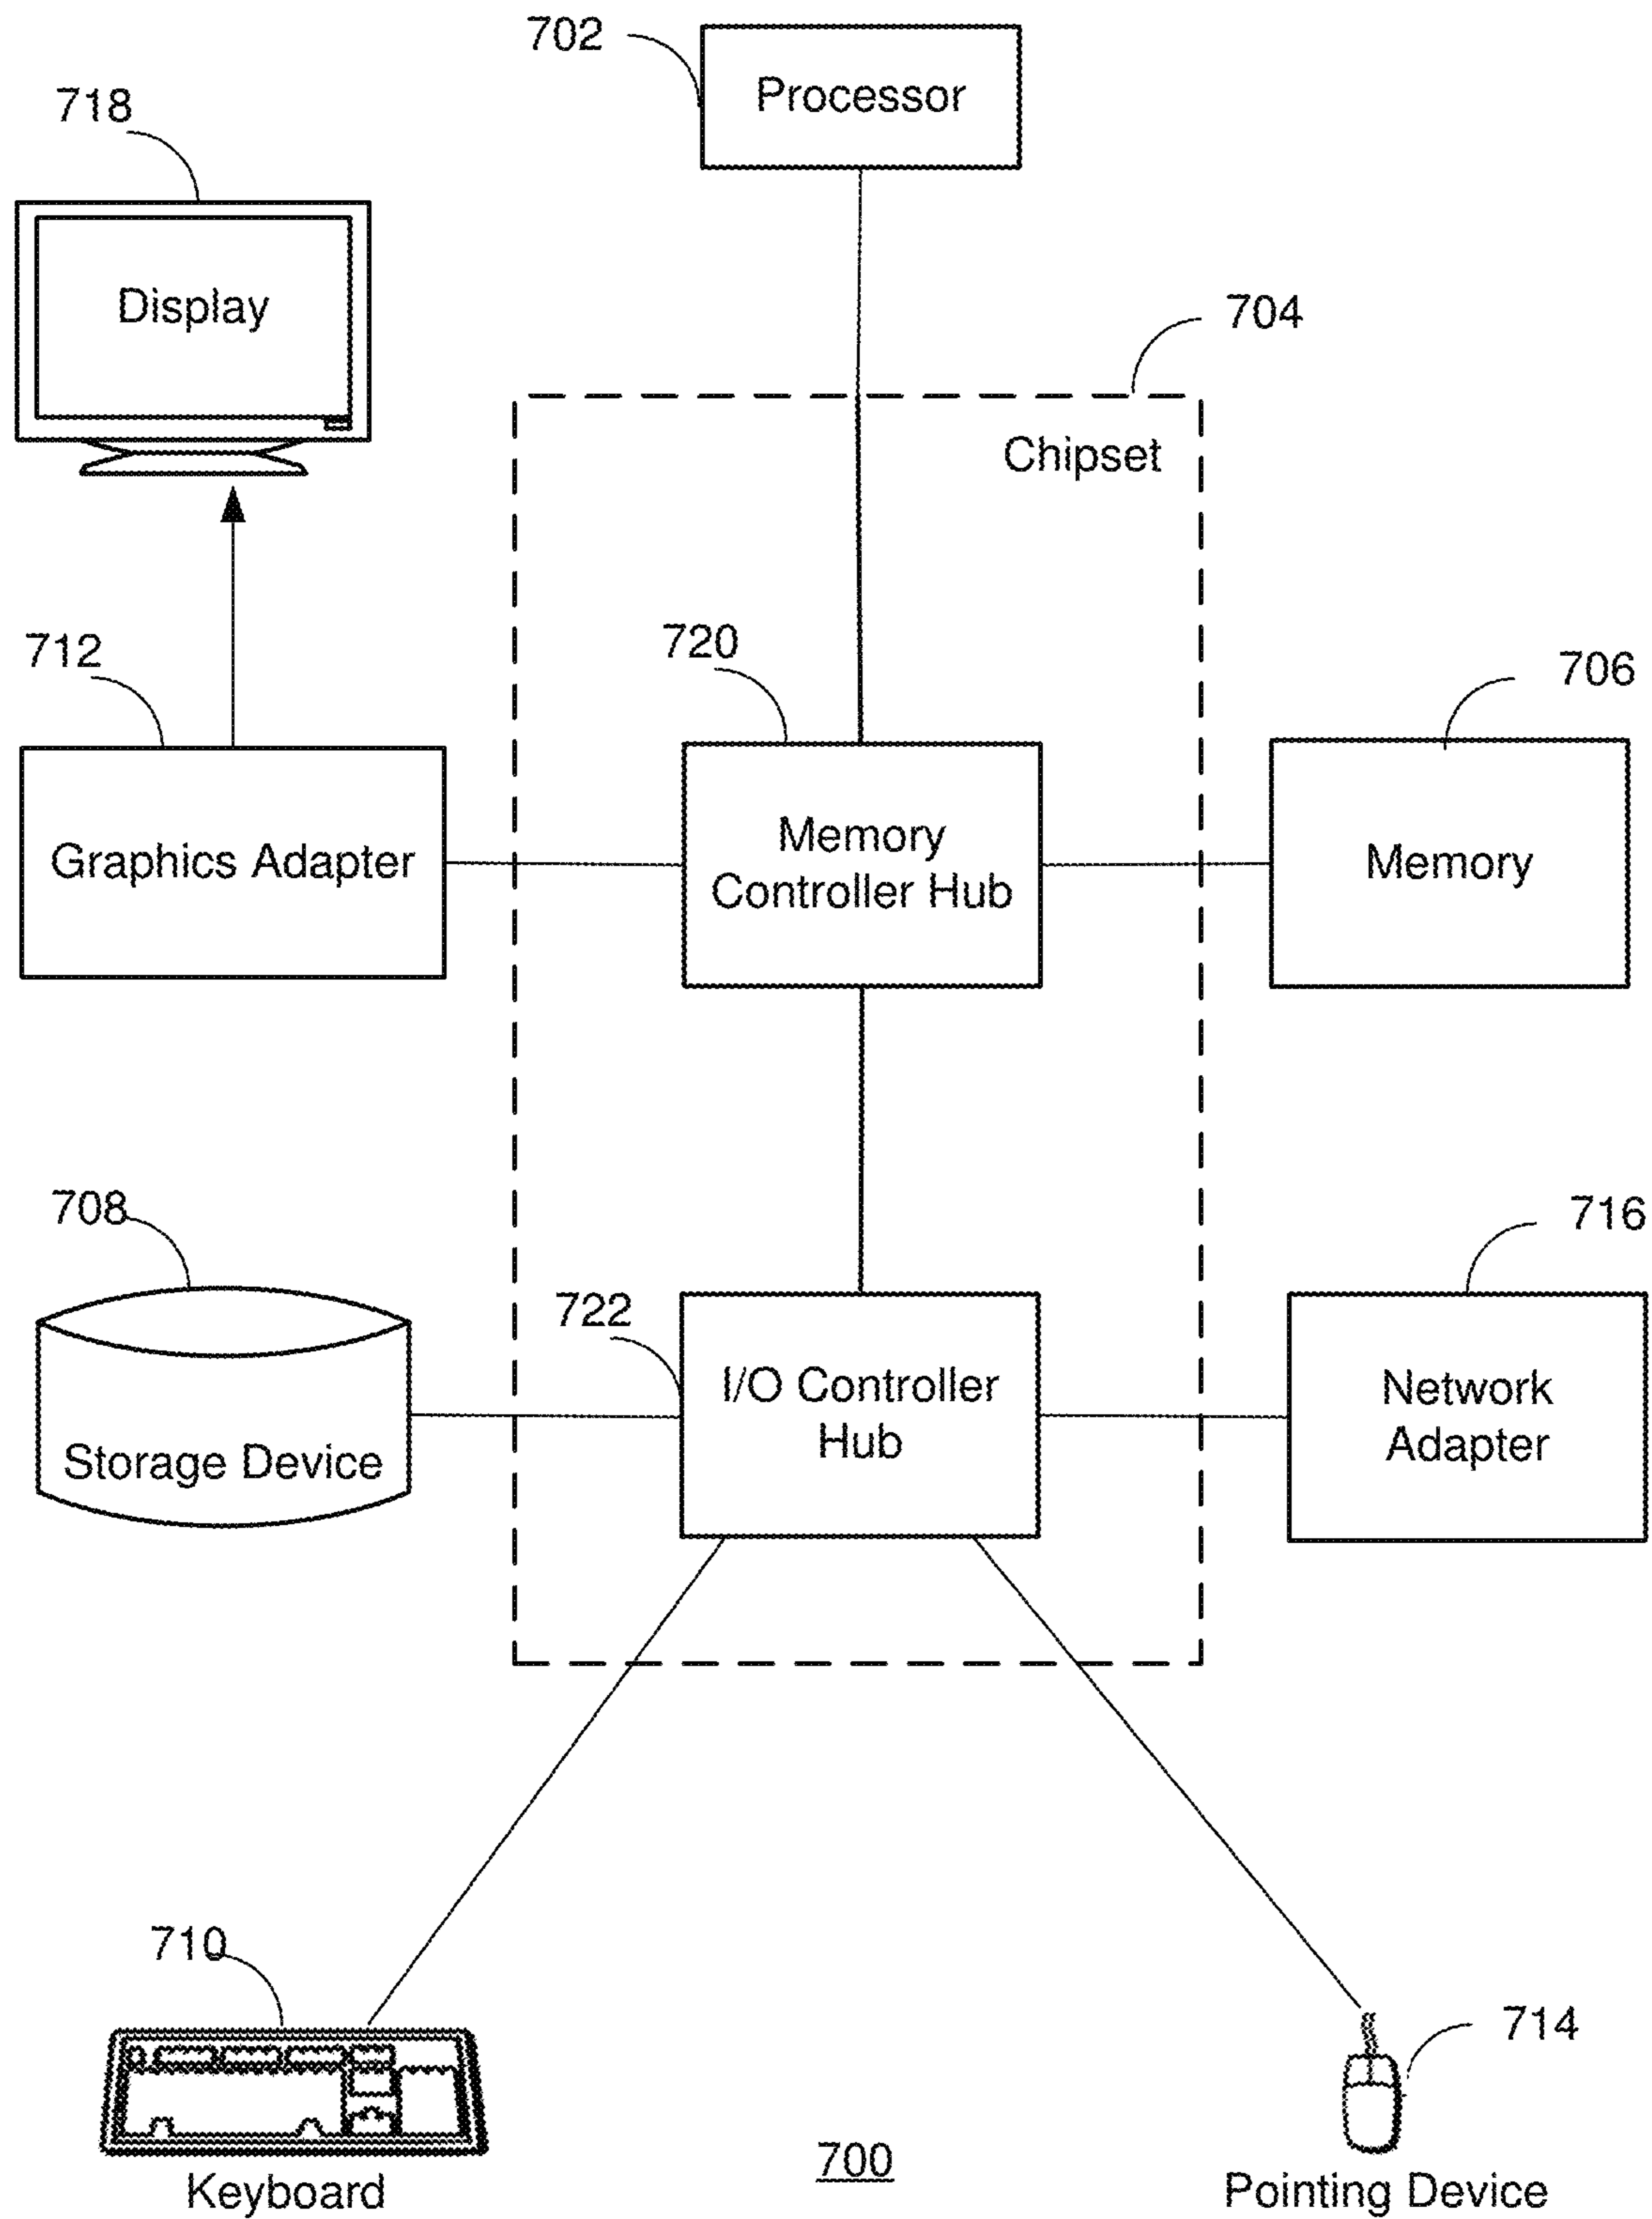 702
Processor
718
Display
704
Chipset
712
720
706
Graphics Adapter
Memory
Controller Hub
Memory
708
716
722
I/O Controller
Hub
Network
Adapter
Storage Device
710
714
700
Keyboard
Pointing Device